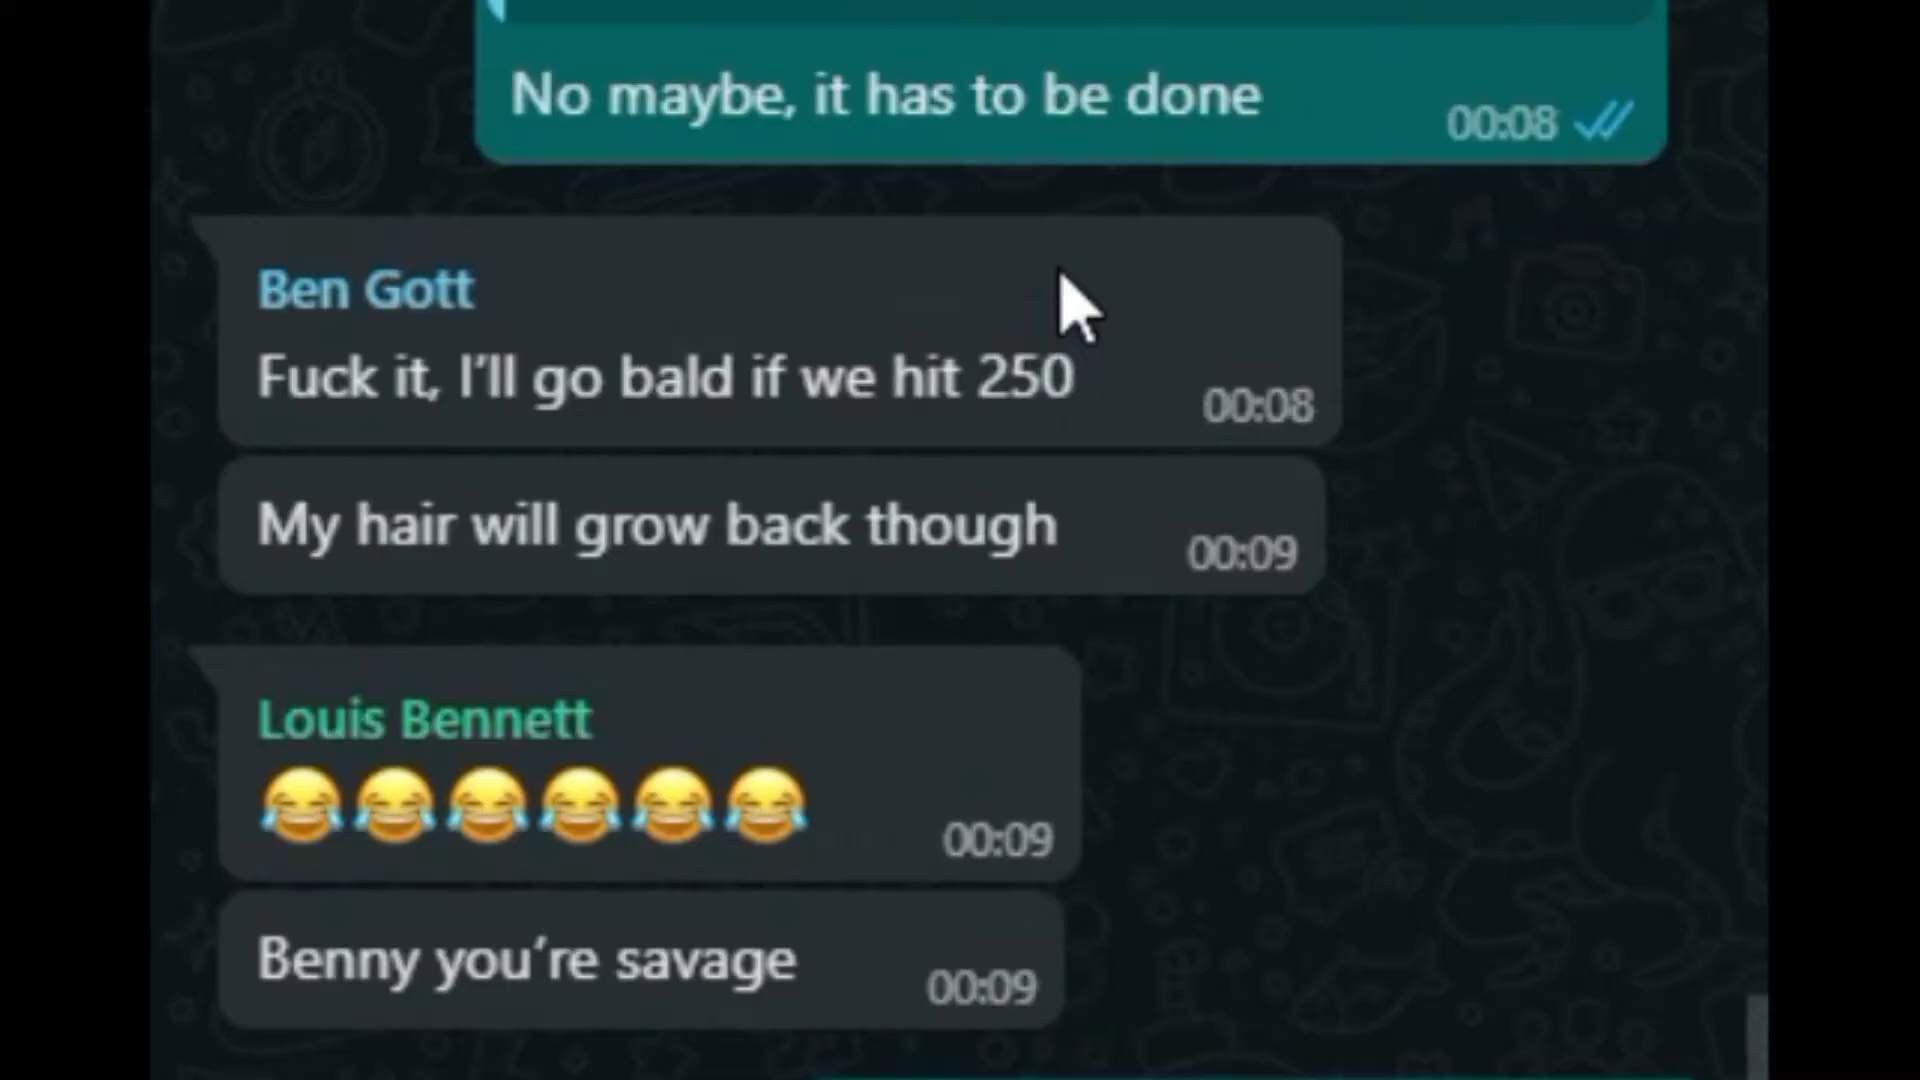 No maybe, it has to be done
00:08
Ben Gott
Fuck it, I’ll go bald if we hit 250
00:08
My hair will grow back though
00:09
Louis Bennett
😂😂😂😂😂😂
00:09
Benny you’re savage
00:09